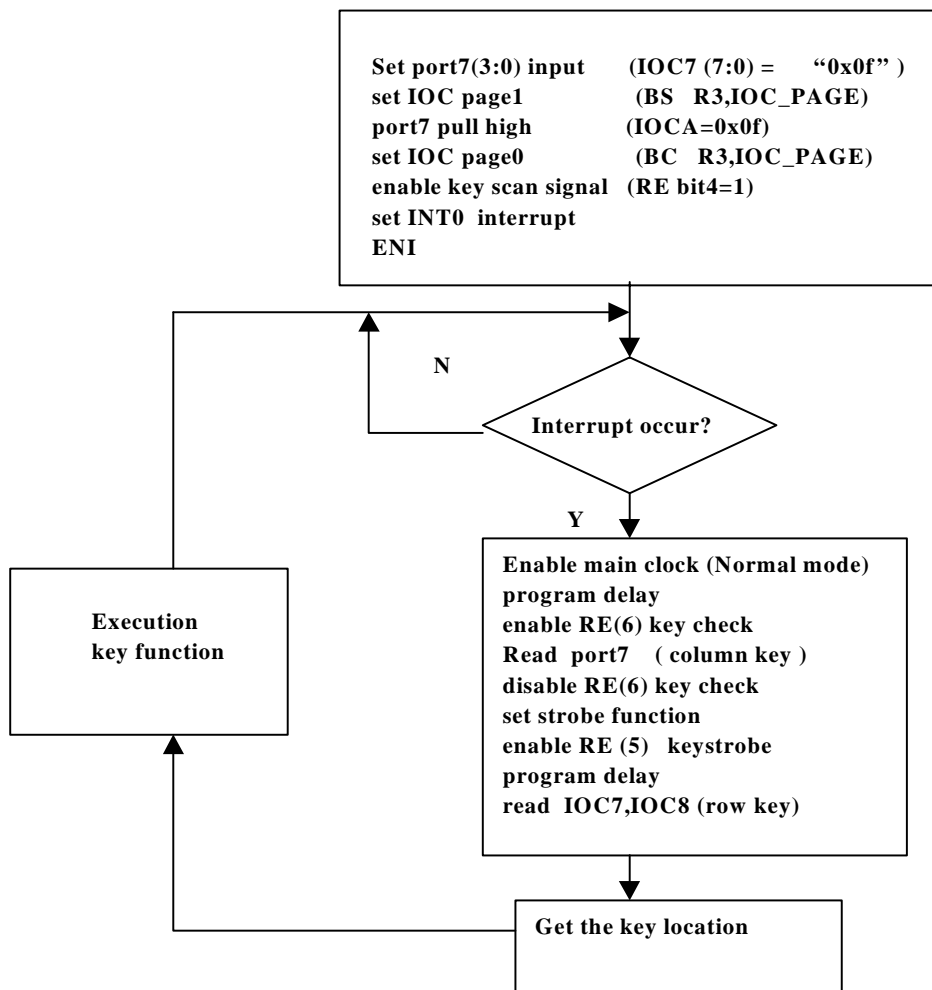 Set port7(3:0) input (IOC7 (7:0) = “0x0f” )
set IOC page1 (BS R3,IOC_PAGE)
port7 pull high (IOCA=0x0f)
set IOC page0 (BC R3,IOC_PAGE)
enable key scan signal (RE bit4=1)
set INT0 interrupt
ENI
N
Interrupt occur?
Y
Enable main clock (Normal mode)
program delay
enable RE(6) key check
Read port7 ( column key )
disable RE(6) key check
set strobe function
enable RE (5) keystrobe
program delay
read IOC7,IOC8 (row key)
Execution
key function
Get the key location